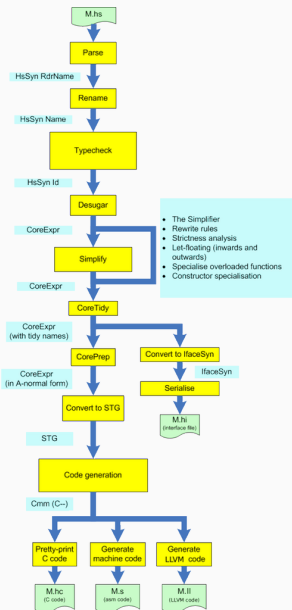 M.hs
Parse
HsSyn RdrName
Rename
HsSyn Name
Typecheck
HsSyn Id
Desugar
CoreExpr
Simplify
CoreExpr
• The Simplifier
• Rewrite rules
• Strictness analysis
• Let-floating (inwards and
outwards)
• Specialise overloaded functions
• Constructor specialisation
CoreTidy
CoreExpr
(with tidy names)
CorePrep
Convert to IfaceSyn
CoreExpr
(in A-normal form)
IfaceSyn
Serialise
Convert to STG
M.hi
(interface file)
STG
Code generation
Cmm (C--)
Pretty-print
C code
Generate
machine code
Generate
LLVM code
M.hc
(C code)
M.s
(asm code)
M.ll
(LLVM code)